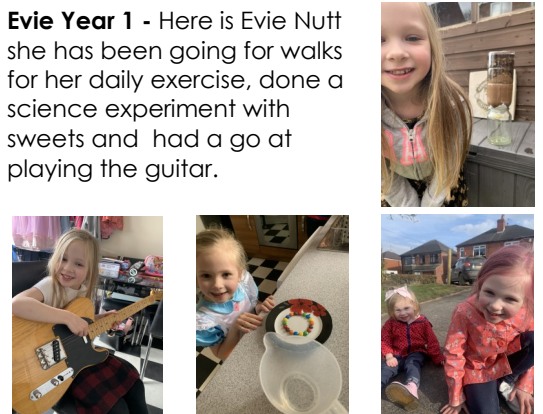 Evie Year 1 - Here is Evie Nutt
she has been going for walks
for her daily exercise, done a
science experiment with
sweets and  had a go at
playing the guitar.